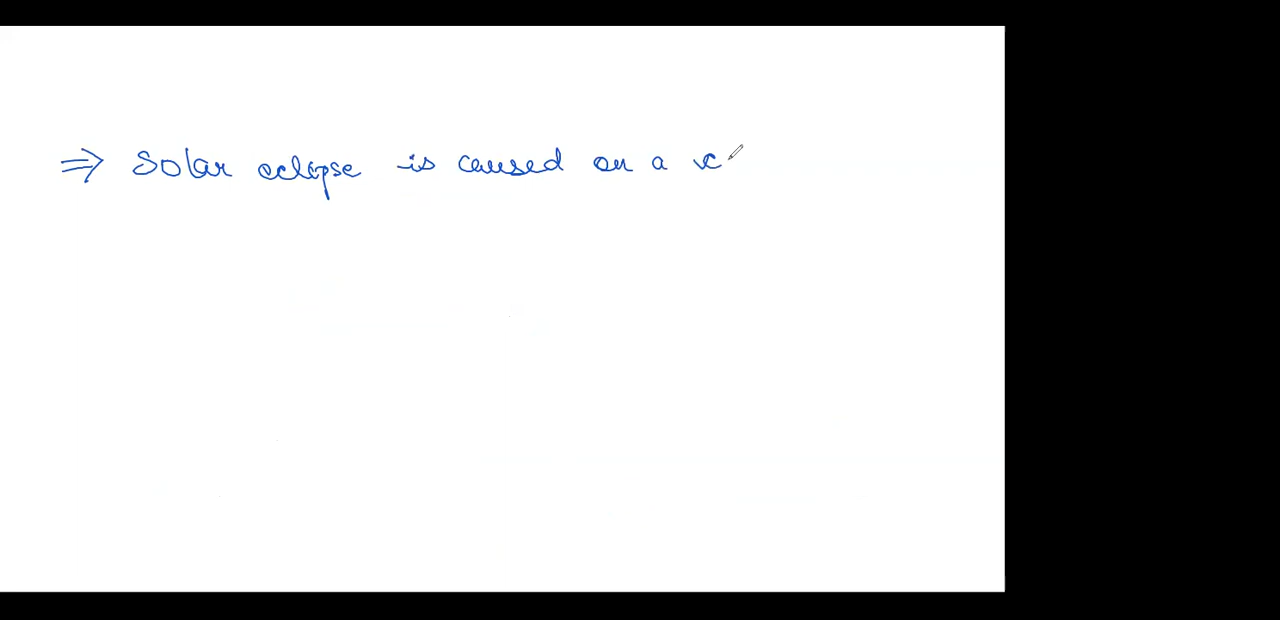 ⇒ Solar eclipse is caused on a